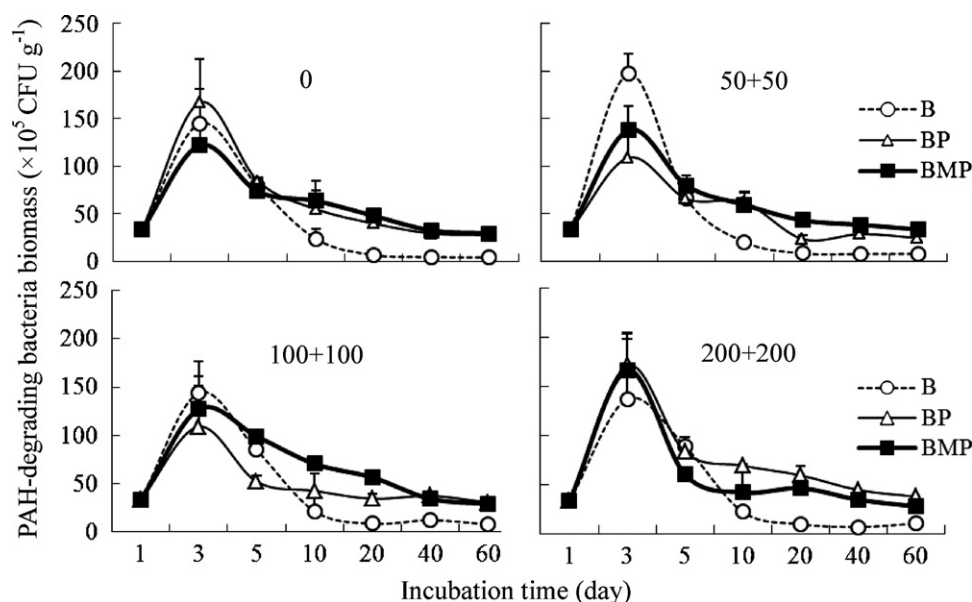 PAH-degrading bacteria biomass (×10⁵ CFU g⁻¹)
250
200
150
100
50
0
0
50+50
B
BP
BMP
250
200
150
100
50
0
100+100
200+200
B
BP
BMP
1 3 5 10 20 40 60
1 3 5 10 20 40 60
Incubation time (day)